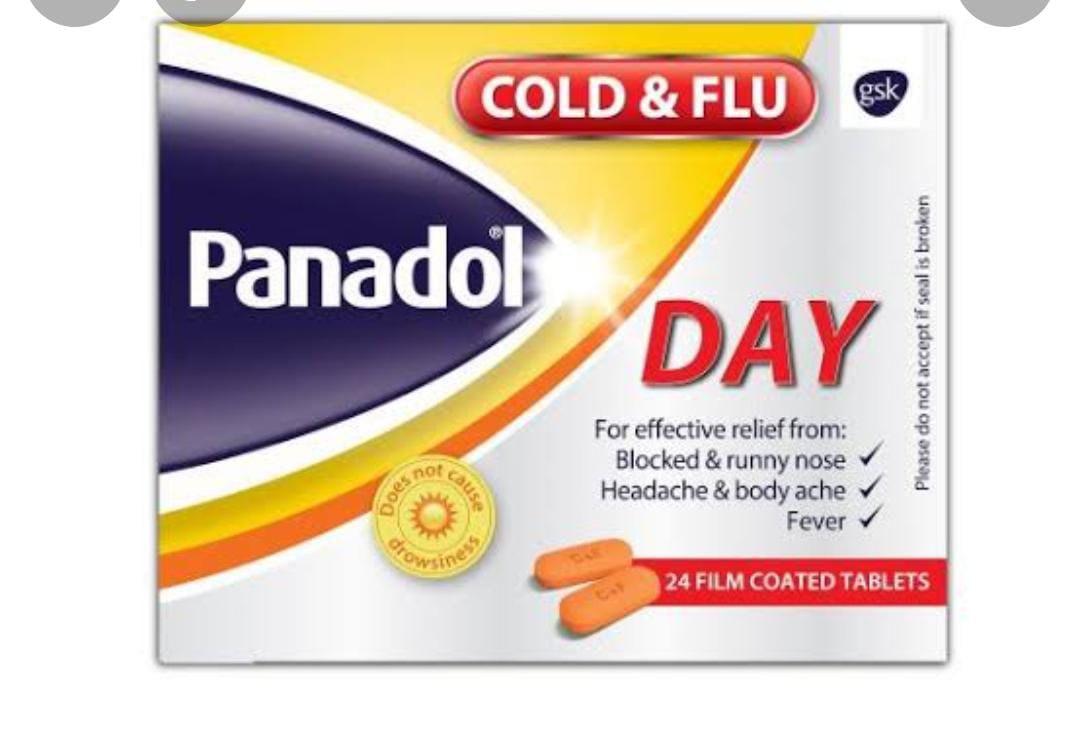 COLD & FLU
gsk
Panadol®
DAY
For effective relief from:
Blocked & runny nose ✓
Headache & body ache ✓
Fever ✓
Does not cause
drowsiness
24 FILM COATED TABLETS
Please do not accept if seal is broken